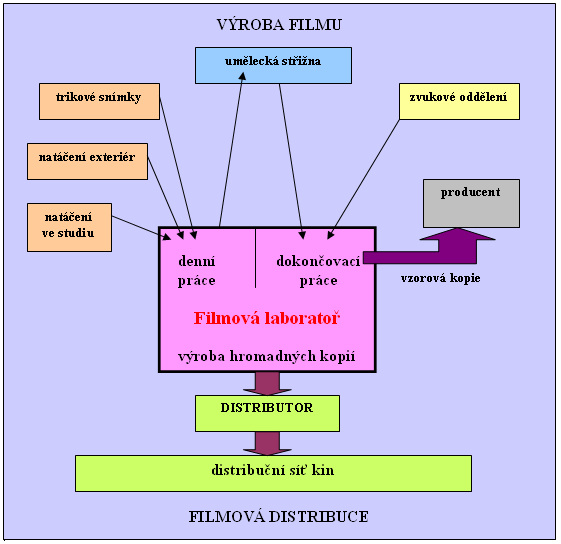 VÝROBA FILMU
umělecká střižna
trikové snímky
zvukové oddělení
natáčení exteriér
producent
natáčení
ve studiu
denní
práce
dokončovací
práce
vzorová kopie
Filmová laboratoř
výroba hromadných kopií
DISTRIBUTOR
distribuční síť kin
FILMOVÁ DISTRIBUCE